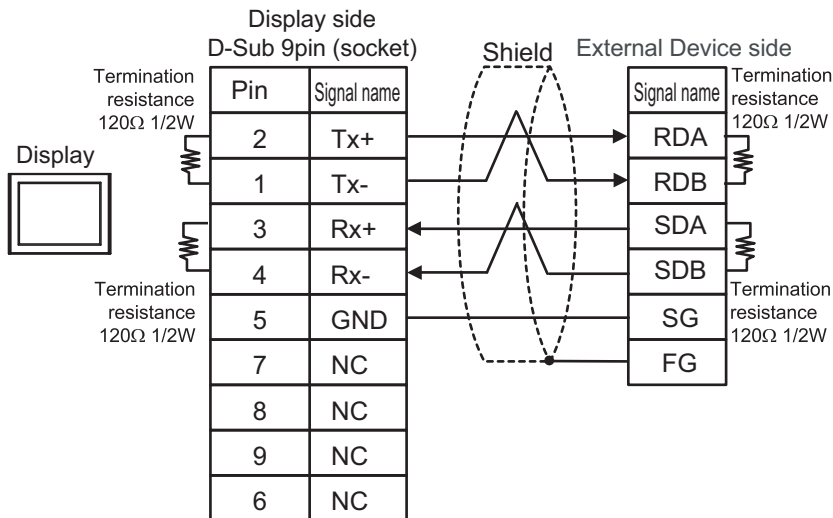 Display side
D-Sub 9pin (socket)
Shield
External Device side
Termination
resistance
120Ω 1/2W
Display
Pin Signal name
2 Tx+
1 Tx-
3 Rx+
4 Rx-
5 GND
7 NC
8 NC
9 NC
6 NC
Termination
resistance
120Ω 1/2W
Signal name
RDA
RDB
SDA
SDB
SG
FG
Termination
resistance
120Ω 1/2W
Termination
resistance
120Ω 1/2W